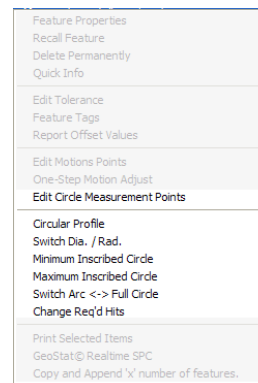 Feature Properties
Recall Feature
Delete Permanently
Quick Info
Edit Tolerance
Feature Tags
Report Offset Values
Edit Motions Points
One-Step Motion Adjust
Edit Circle Measurement Points
Circular Profile
Switch Dia. / Rad.
Minimum Inscribed Circle
Maximum Inscribed Circle
Switch Arc <-> Full Circle
Change Req'd Hits
Print Selected Items
GeoStat© Realtime SPC
Copy and Append 'x' number of features.